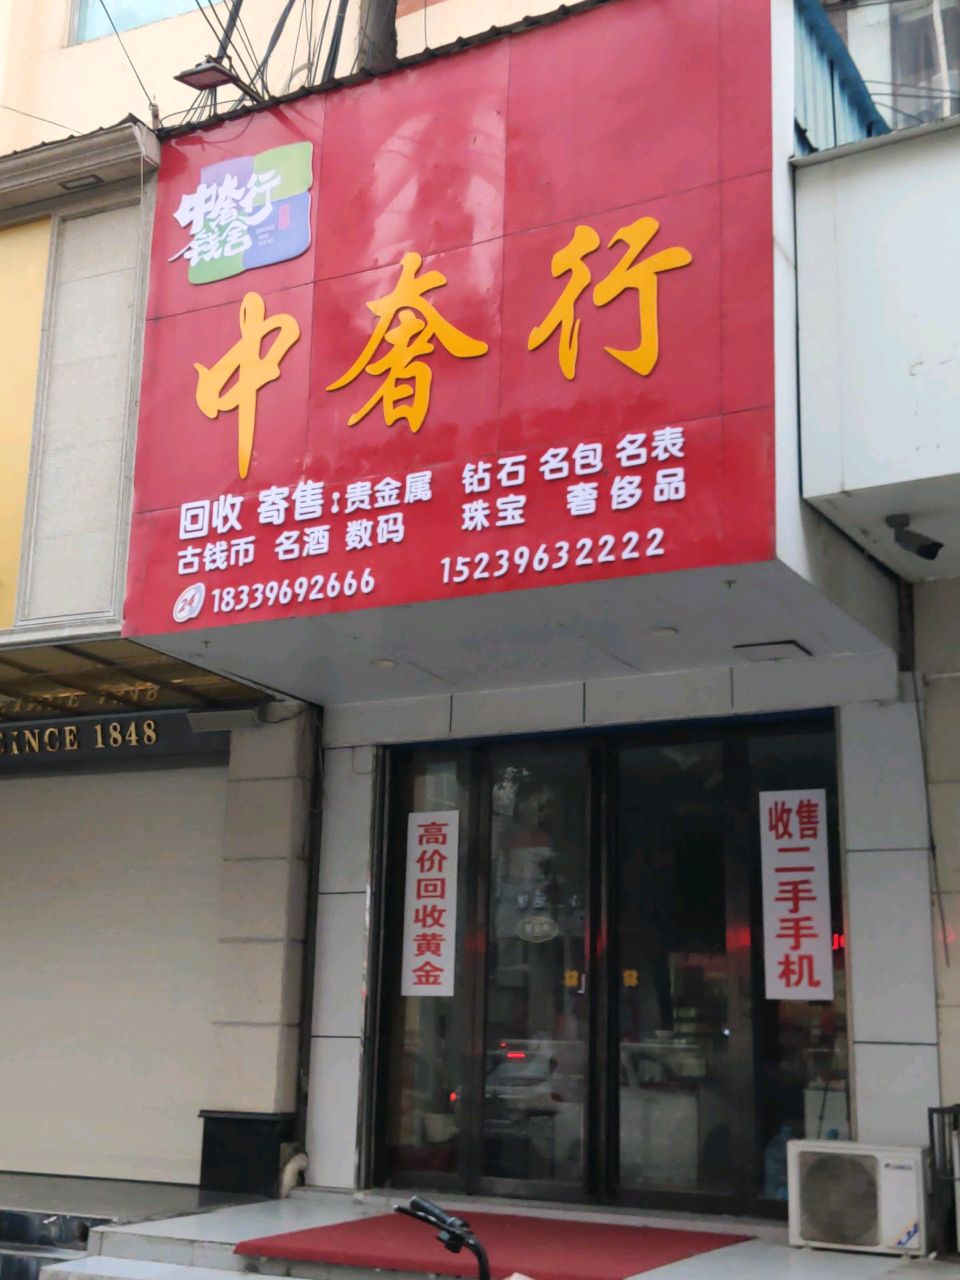 中奢行
钱舍
中奢行
回收 寄售:贵金属 钻石 名包 名表
古钱币 名酒 数码 珠宝 奢侈品
24 18339692666 15239632222
SINCE 1848
高价回收黄金
收售二手手机